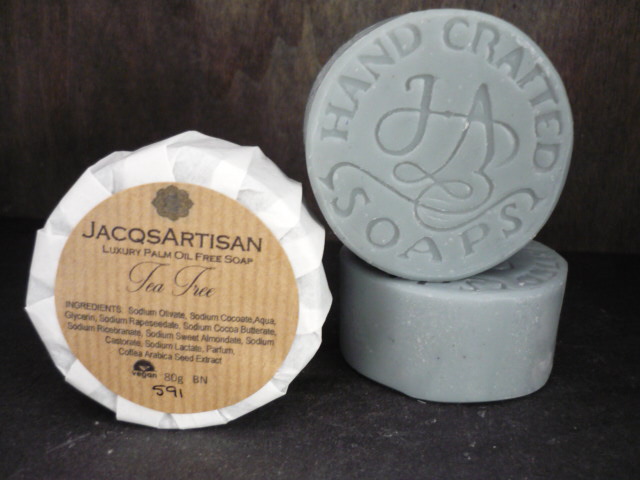 JACQSARTISAN
LUXURY PALM OIL FREE SOAP
Tea Tree
INGREDIENTS: Sodium Olivate, Sodium Cocoate,Aqua,
Glycerin, Sodium Rapeseedate, Sodium Cocoa Butterate,
Sodium Ricebranate, Sodium Sweet Almondate, Sodium
Castorate, Sodium Lactate, Parfum,
Coffea Arabica Seed Extract
vegan 80g BN
591
HAND CRAFTED
JA
SOAPS